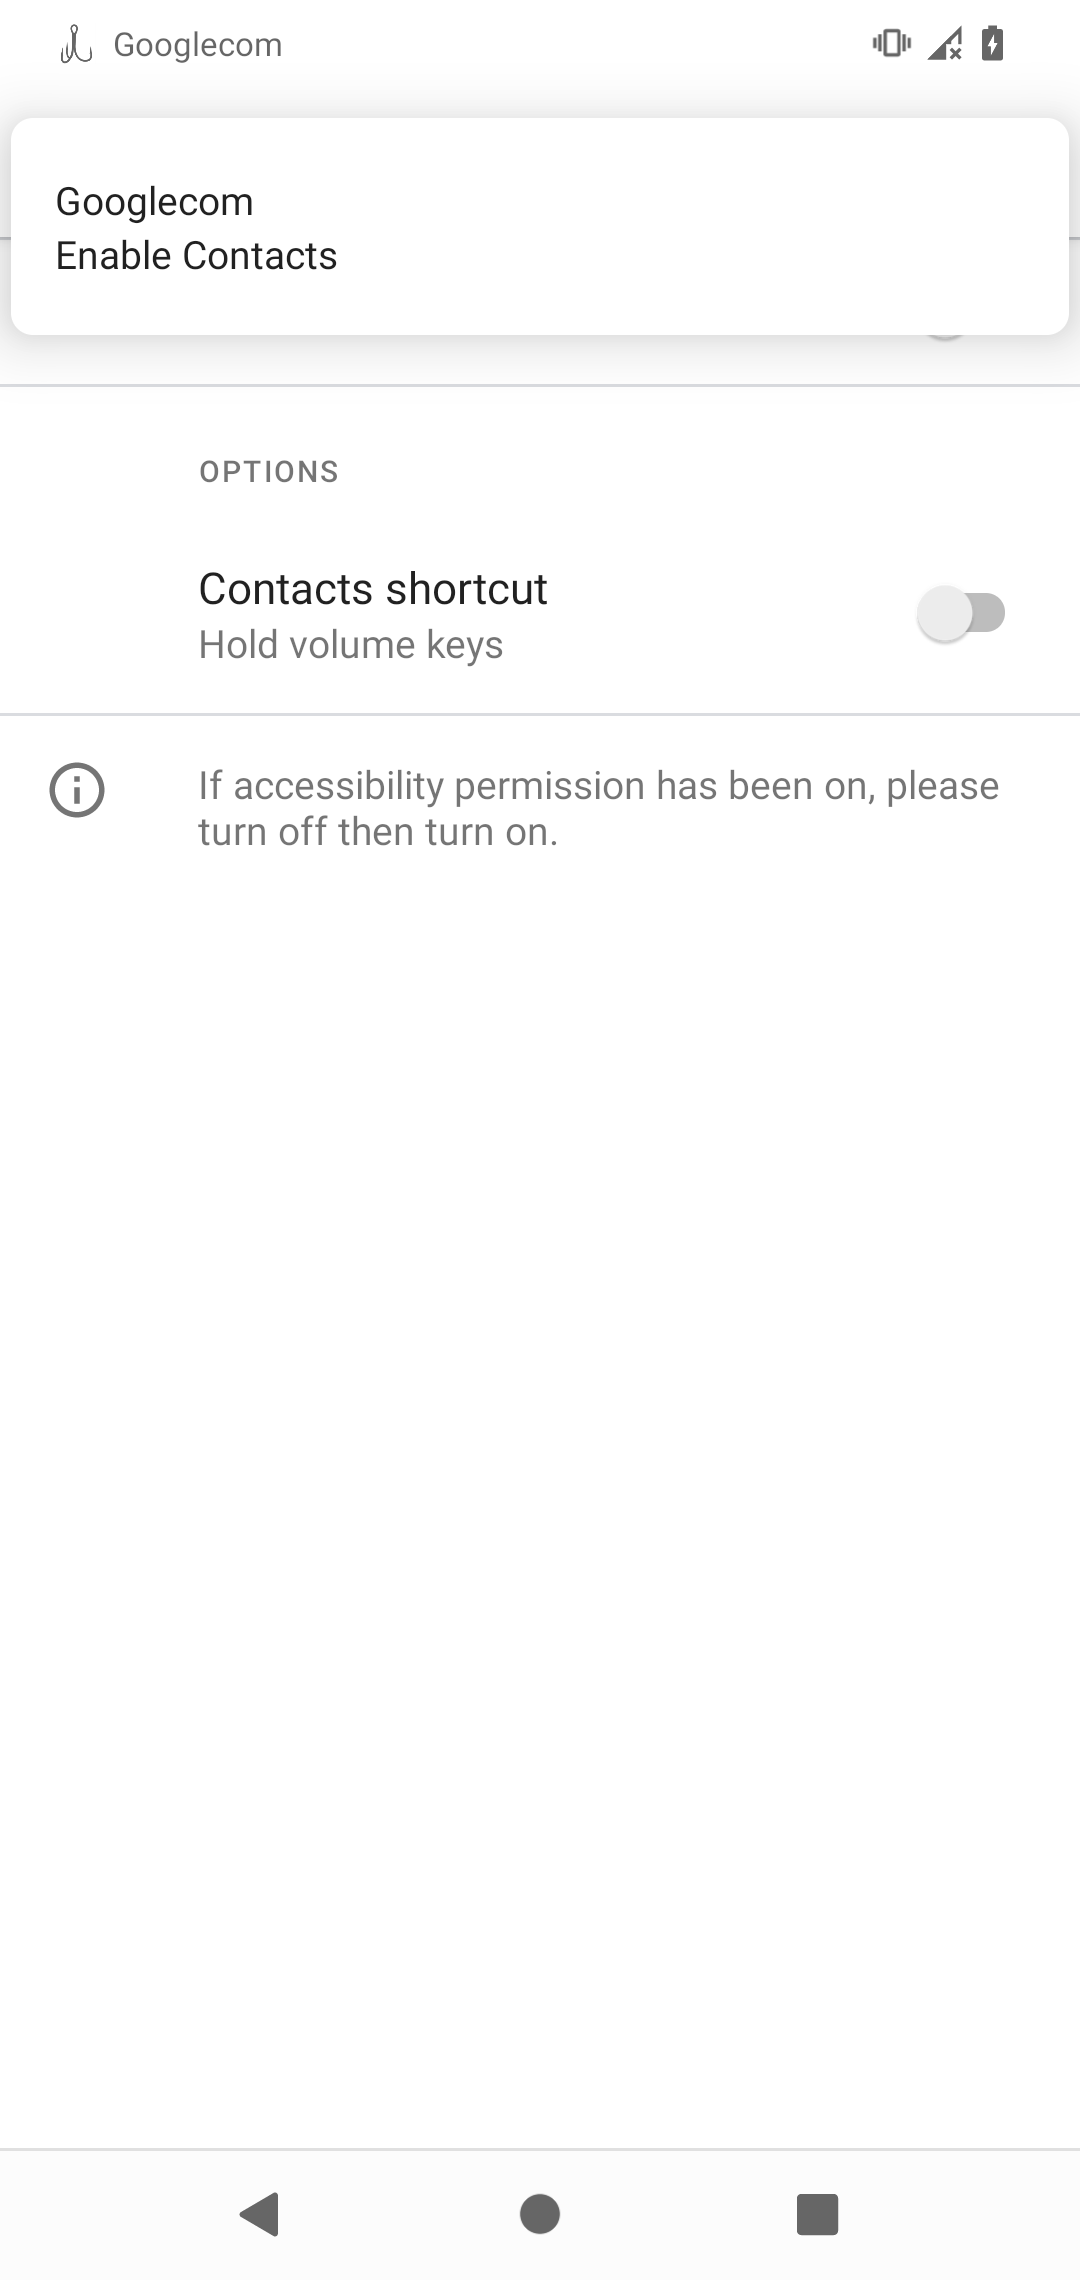 Googlecom
Googlecom
Enable Contacts
OPTIONS
Contacts shortcut
Hold volume keys
If accessibility permission has been on, please
turn off then turn on.